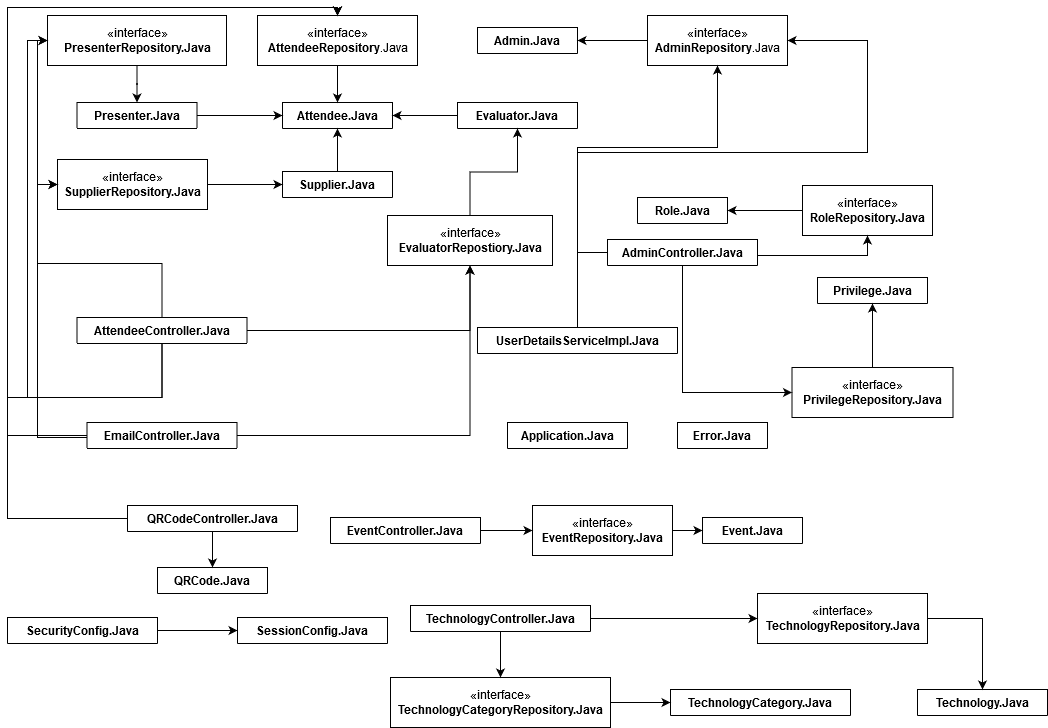 «interface»
PresenterRepository.Java
«interface»
AttendeeRepository.Java
Admin.Java
«interface»
AdminRepository.Java
Presenter.Java
Attendee.Java
Evaluator.Java
«interface»
SupplierRepository.Java
Supplier.Java
«interface»
EvaluatorRepostiory.Java
Role.Java
«interface»
RoleRepository.Java
AdminController.Java
Privilege.Java
AttendeeController.Java
UserDetailsServiceImpl.Java
«interface»
PrivilegeRepository.Java
EmailController.Java
Application.Java
Error.Java
QRCodeController.Java
EventController.Java
«interface»
EventRepository.Java
Event.Java
QRCode.Java
SecurityConfig.Java
SessionConfig.Java
TechnologyController.Java
«interface»
TechnologyRepository.Java
«interface»
TechnologyCategoryRepository.Java
TechnologyCategory.Java
Technology.Java